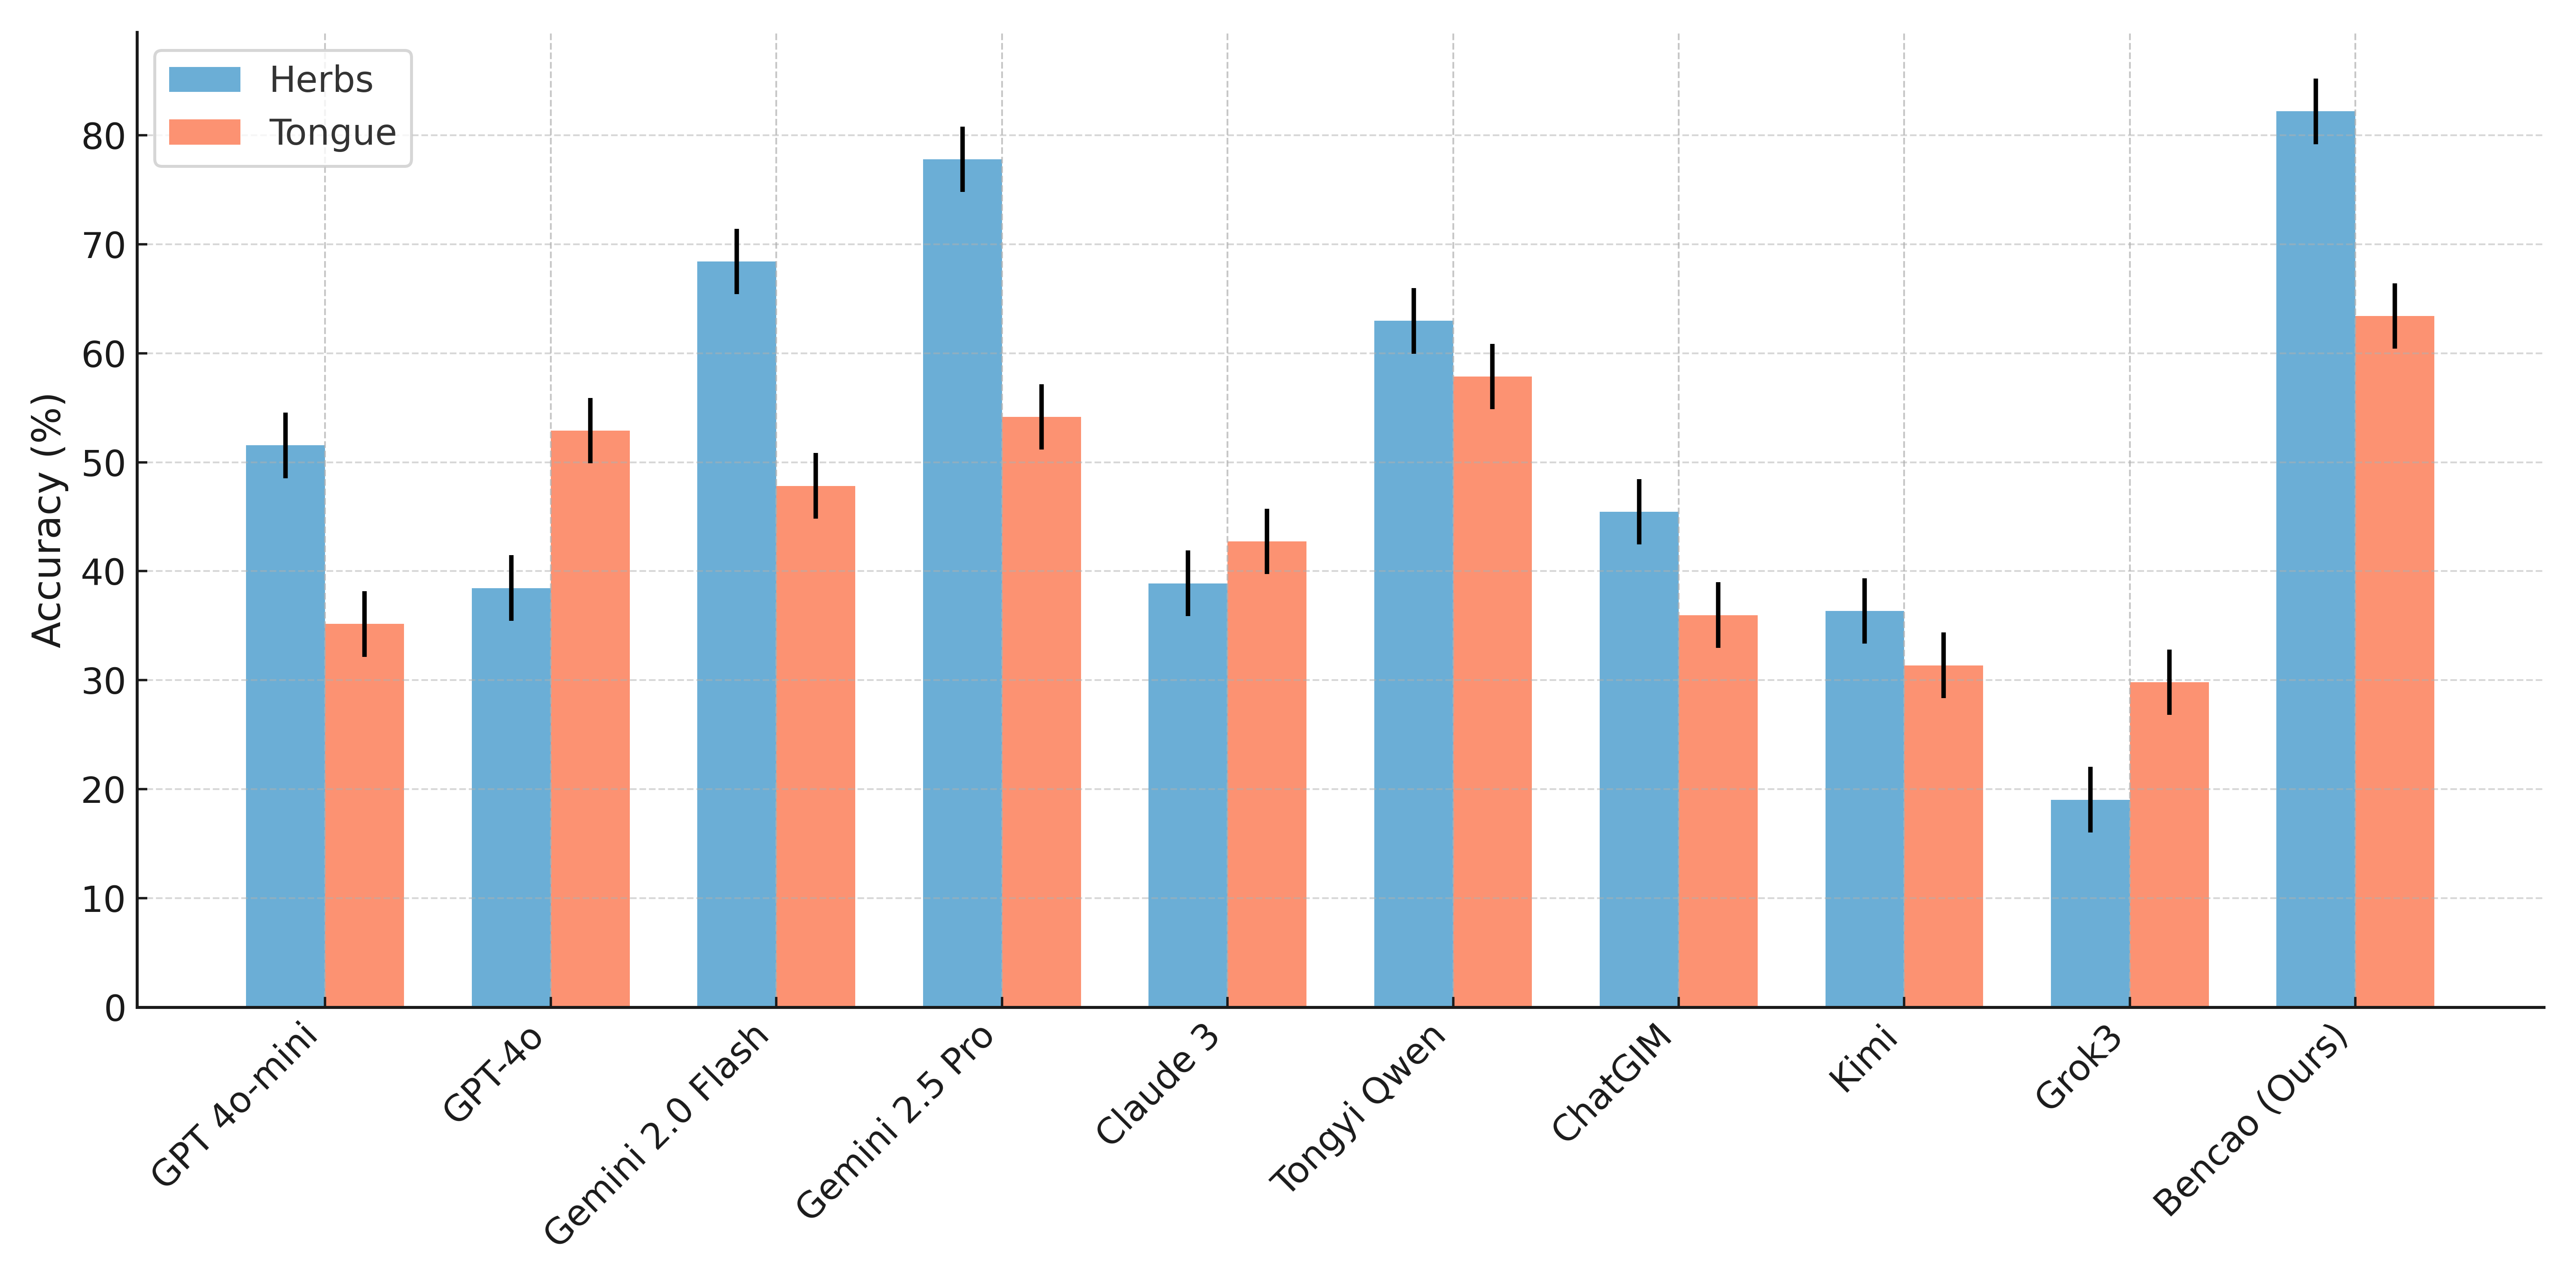 Herbs
Tongue
Accuracy (%)
80
70
60
50
40
30
20
10
0
GPT 4o-mini
GPT-4o
Gemini 2.0 Flash
Gemini 2.5 Pro
Claude 3
Tongyi Qwen
ChatGIM
Kimi
Grok3
Bencao (Ours)